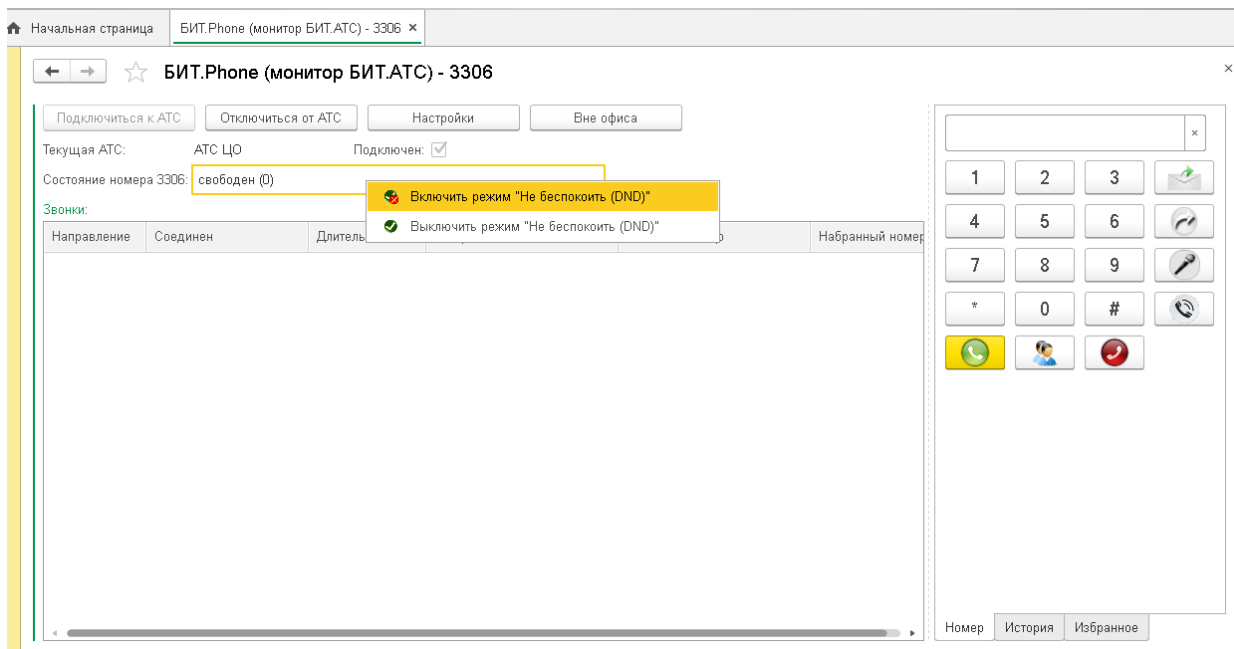 Начальная страница
БИТ.Phone (монитор БИТ.АТС) - 3306 ×
БИТ.Phone (монитор БИТ.АТС) - 3306
Подключиться к АТС
Отключиться от АТС
Настройки
Вне офиса
Текущая АТС:
АТС ЦО
Подключен:
Состояние номера 3306:
свободен (0)
Включить режим "Не беспокоить (DND)"
Выключить режим "Не беспокоить (DND)"
Звонки:
Направление
Соединен
Набранный номер
1
2
3
4
5
6
7
8
9
*
0
#
Номер
История
Избранное